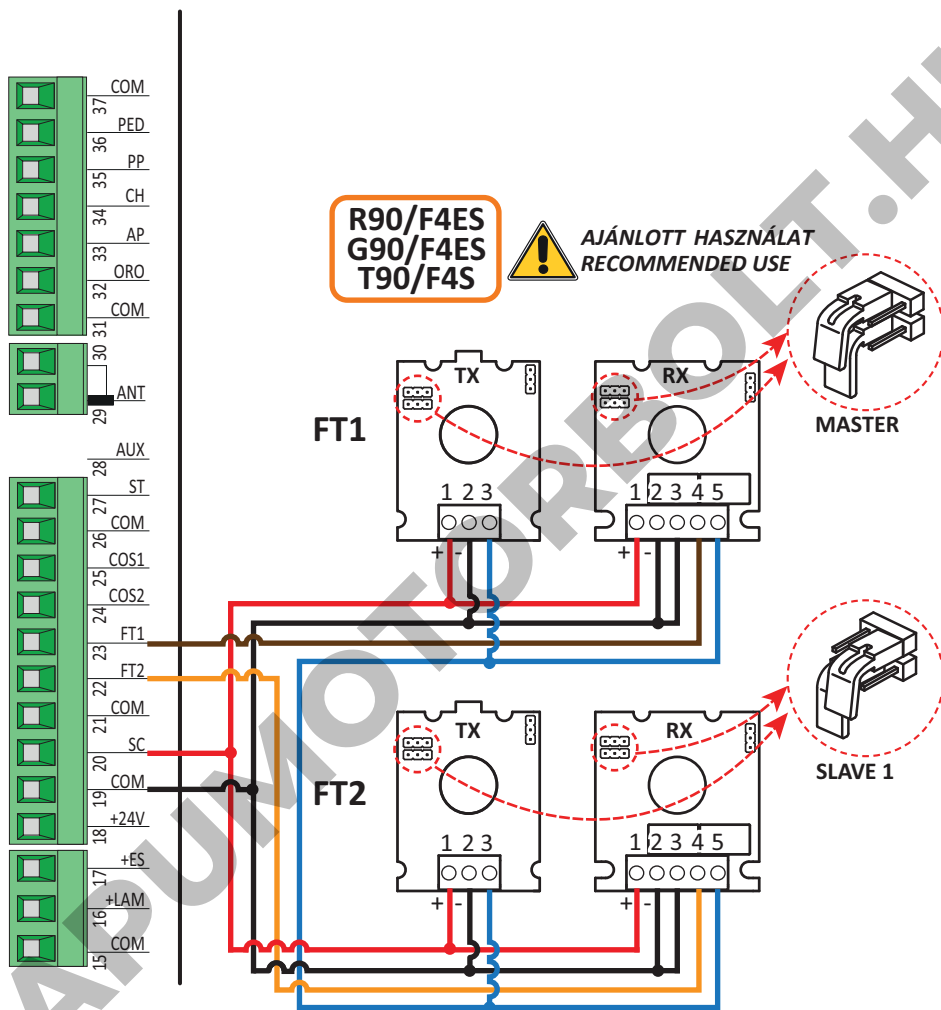 COM
37
PED
36
PP
35
CH
34
AP
33
ORO
32
COM
31
30
ANT
29
AUX
28
ST
27
COM
26
COS1
25
COS2
24
FT1
23
FT2
22
COM
21
SC
20
COM
19
+24V
18
+ES
17
+LAM
16
COM
15
R90/F4ES
G90/F4ES
T90/F4S
AJÁNLOTT HASZNÁLAT
RECOMMENDED USE
FT1
TX
1 2 3
+ -
RX
1 2 3 4 5
+ -
MASTER
FT2
TX
1 2 3
+ -
RX
1 2 3 4 5
+ -
SLAVE 1
APUMOTORBOLT.H